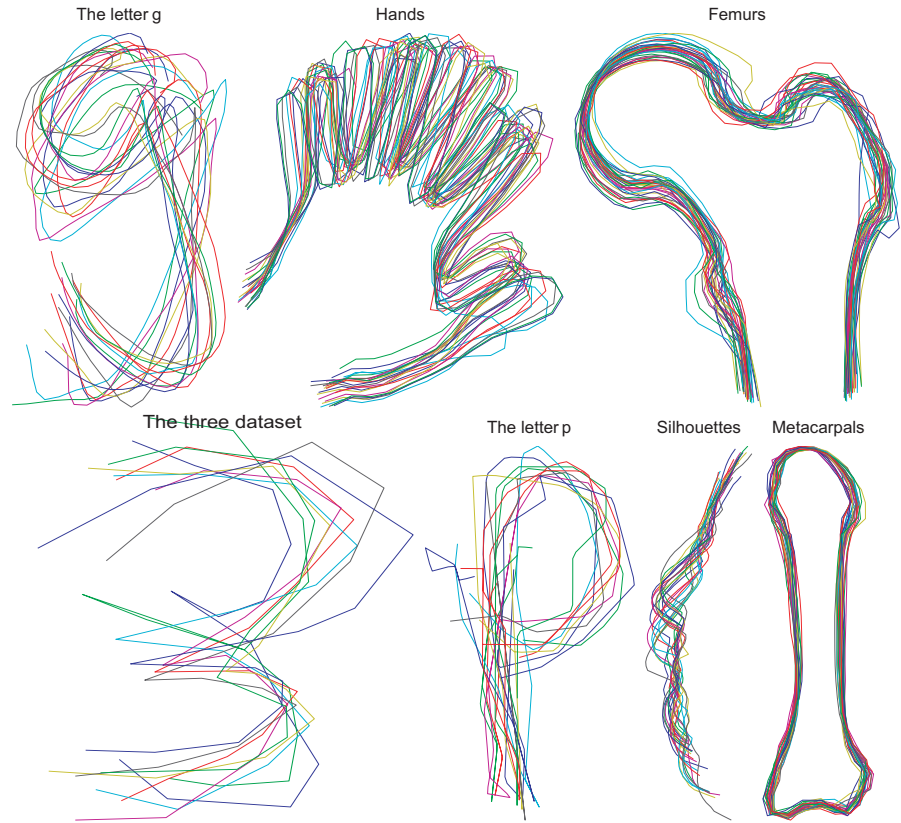 The letter g
Hands
Femurs
The three dataset
The letter p
Silhouettes
Metacarpals